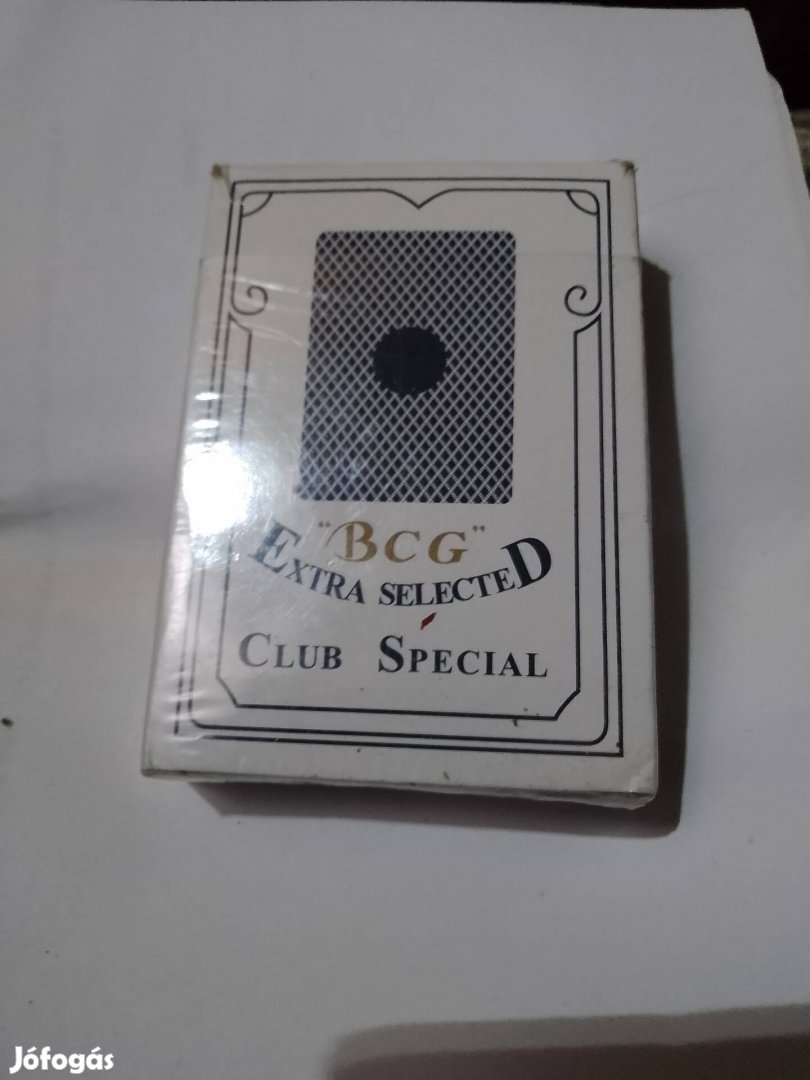 "BCG"
EXTRA SELECTED
CLUB SPECIAL
Jófogás